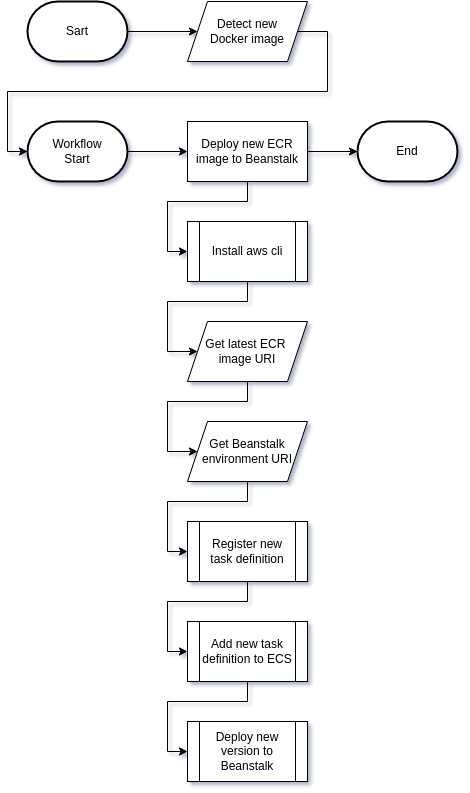 Sart
Detect new
Docker image
Workflow
Start
Deploy new ECR
image to Beanstalk
End
Install aws cli
Get latest ECR
image URI
Get Beanstalk
environment URI
Register new
task definition
Add new task
definition to ECS
Deploy new
version to
Beanstalk